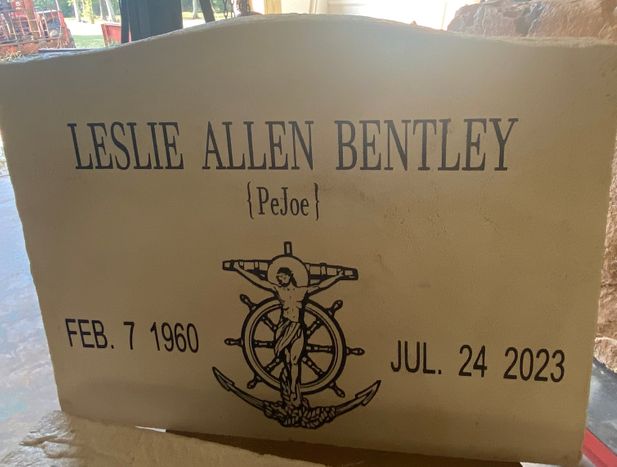 LESLIE ALLEN BENTLEY
{PeJoe}
FEB. 7 1960
JUL. 24 2023